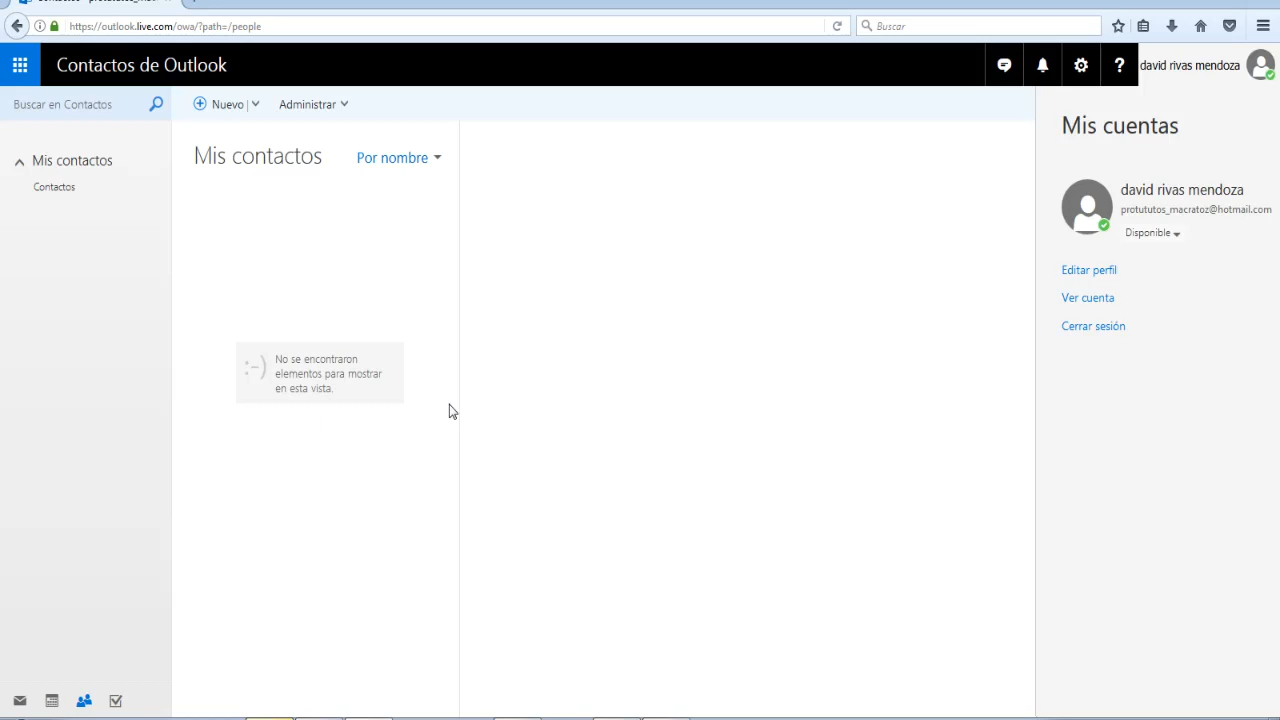 https://outlook.live.com/owa/?path=/people
Buscar
Contactos de Outlook
david rivas mendoza
Buscar en Contactos
Nuevo
Administrar
Mis contactos
Contactos
Mis contactos
Por nombre
:-)
No se encontraron
elementos para mostrar
en esta vista.
Mis cuentas
david rivas mendoza
protututos_macratoz@hotmail.com
Disponible
Editar perfil
Ver cuenta
Cerrar sesión